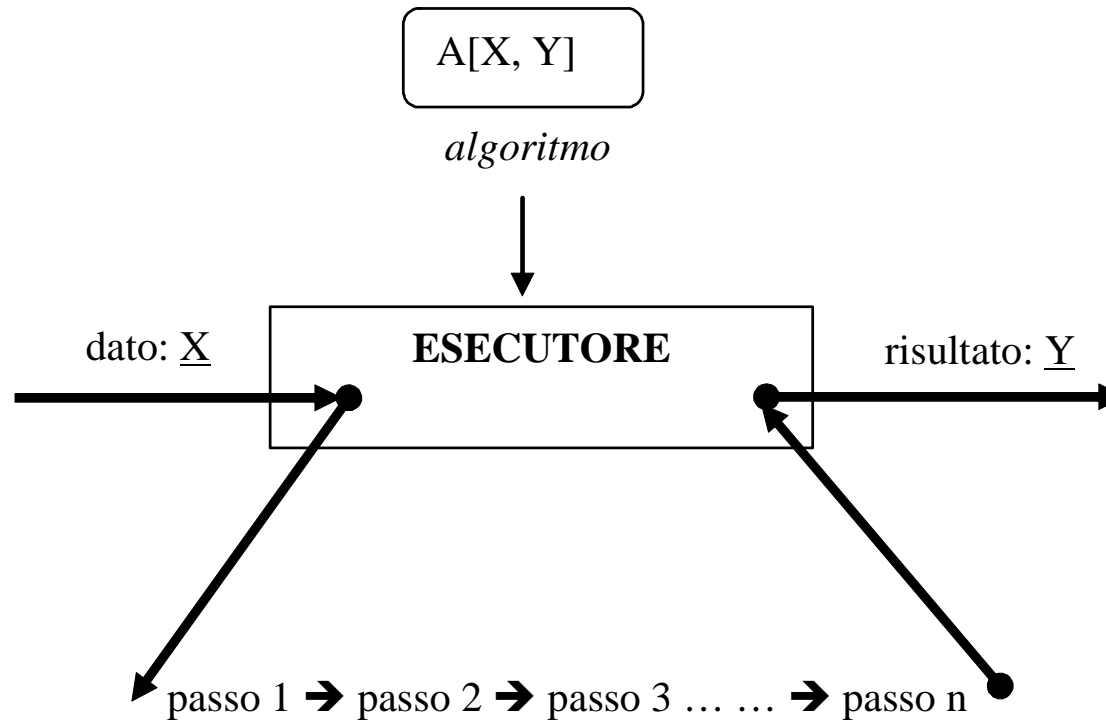 A[X, Y]
algoritmo
dato: X
ESECUTORE
risultato: Y
passo 1 ➔ passo 2 ➔ passo 3 … … ➔ passo n